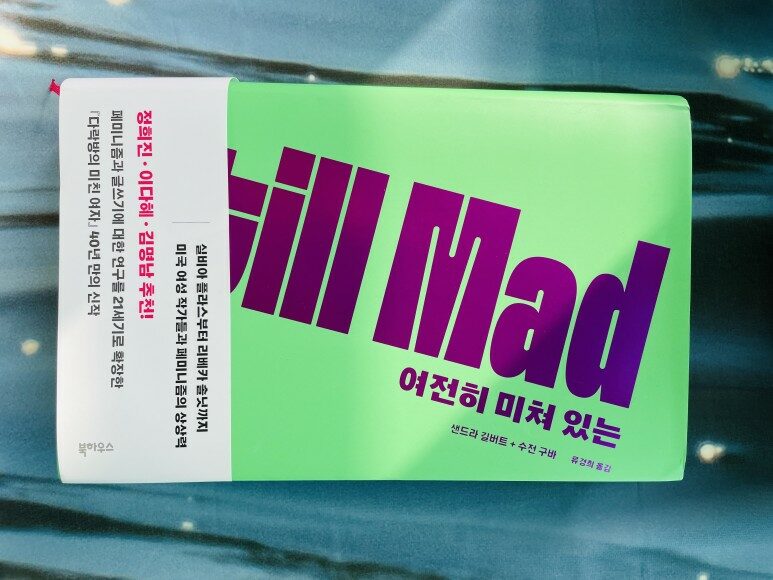 till Mad
여전히 미쳐 있는
샌드라 길버트 + 수전 구바
류경희 옮김
실비아 플라스부터 리베카 솔닛까지
미국 여성 작가들과 페미니즘의 상상력
정희진 · 이다혜 · 김명남 추천!
페미니즘과 글쓰기에 대한 연구를 21세기로 확장한
『다락방의 미친 여자』 40년 만의 신작
북하우스